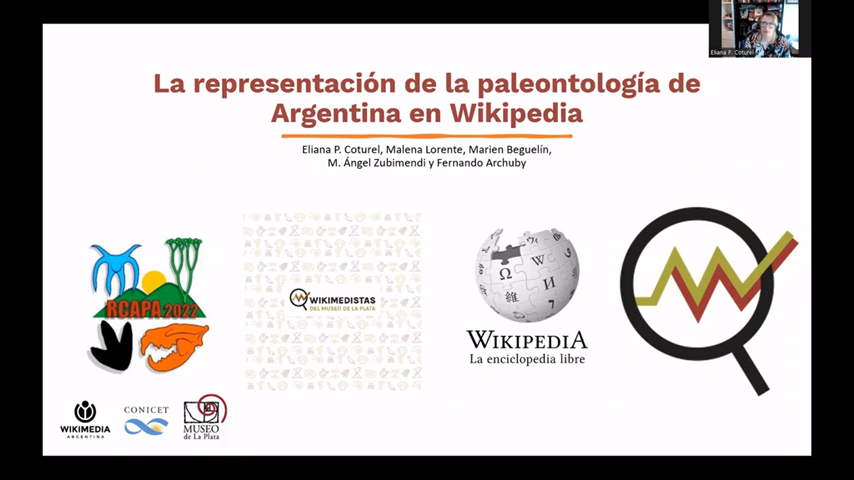 Eliana P. Coturel
La representación de la paleontología de
Argentina en Wikipedia
Eliana P. Coturel, Malena Lorente, Marien Beguelín,
M. Ángel Zubimendi y Fernando Archuby
RCAPA 2022
WIKIMEDISTAS
DEL MUSEO DE LA PLATA
Ω
W
維
И
WIKIPEDIA
La enciclopedia libre
WIKIMEDIA
ARGENTINA
CONICET
MUSEO
de La Plata